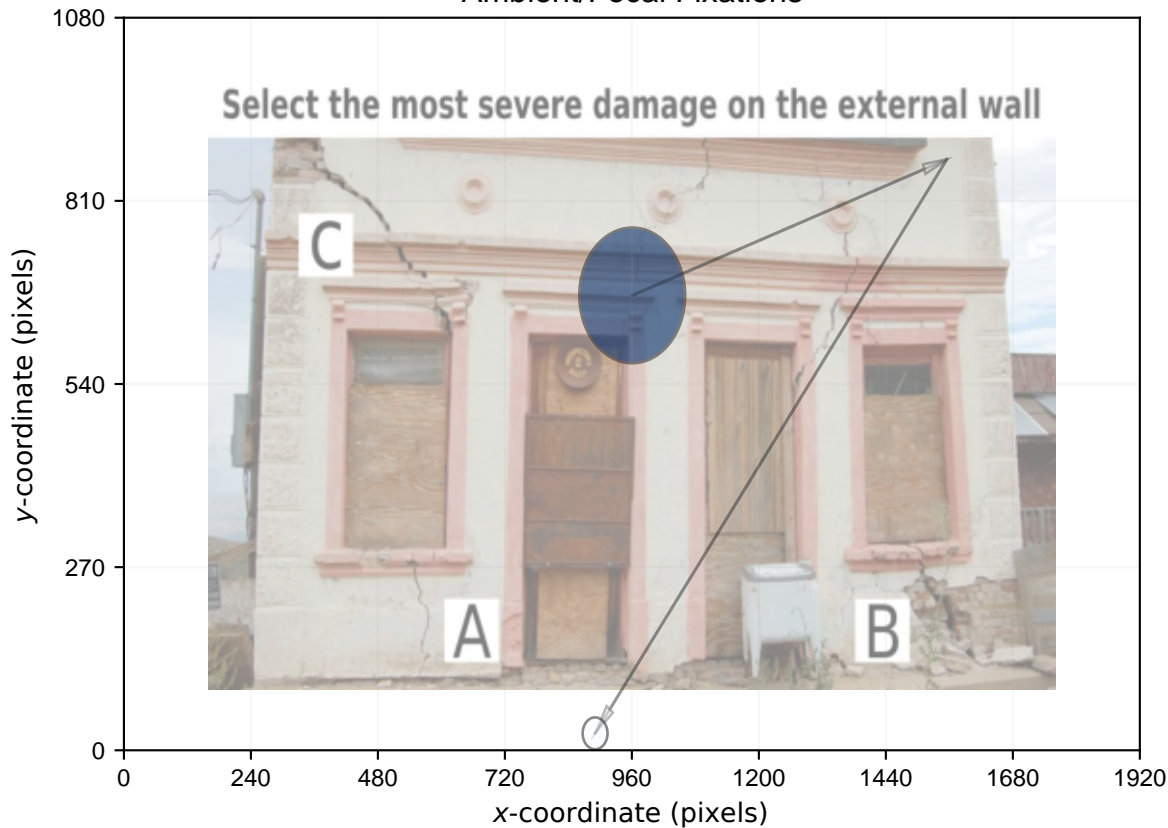 Ambient/Focal Fixations
1080
Select the most severe damage on the external wall
810
C
540
270
A
B
0
0 240 480 720 960 1200 1440 1680 1920
x-coordinate (pixels)
y-coordinate (pixels)